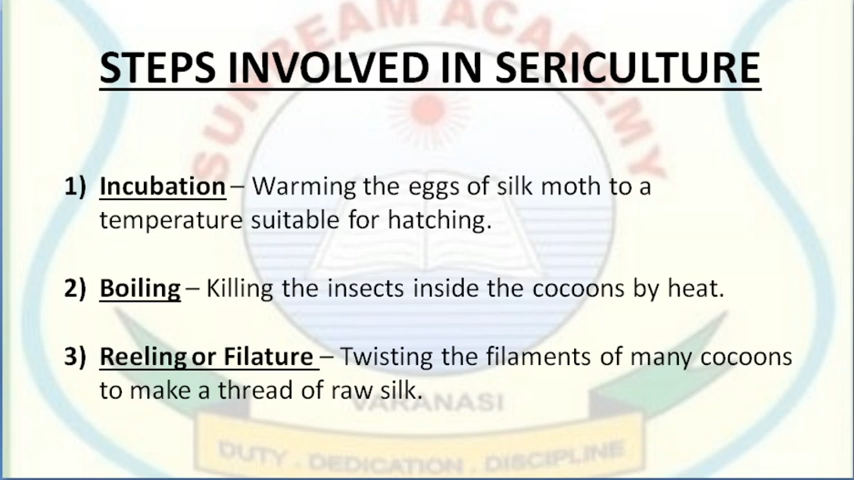 SUNBEAM ACADEMY
STEPS INVOLVED IN SERICULTURE
1) Incubation – Warming the eggs of silk moth to a
temperature suitable for hatching.
2) Boiling – Killing the insects inside the cocoons by heat.
3) Reeling or Filature – Twisting the filaments of many cocoons
to make a thread of raw silk.
VARANASI
DUTY . DEDICATION . DISCIPLINE